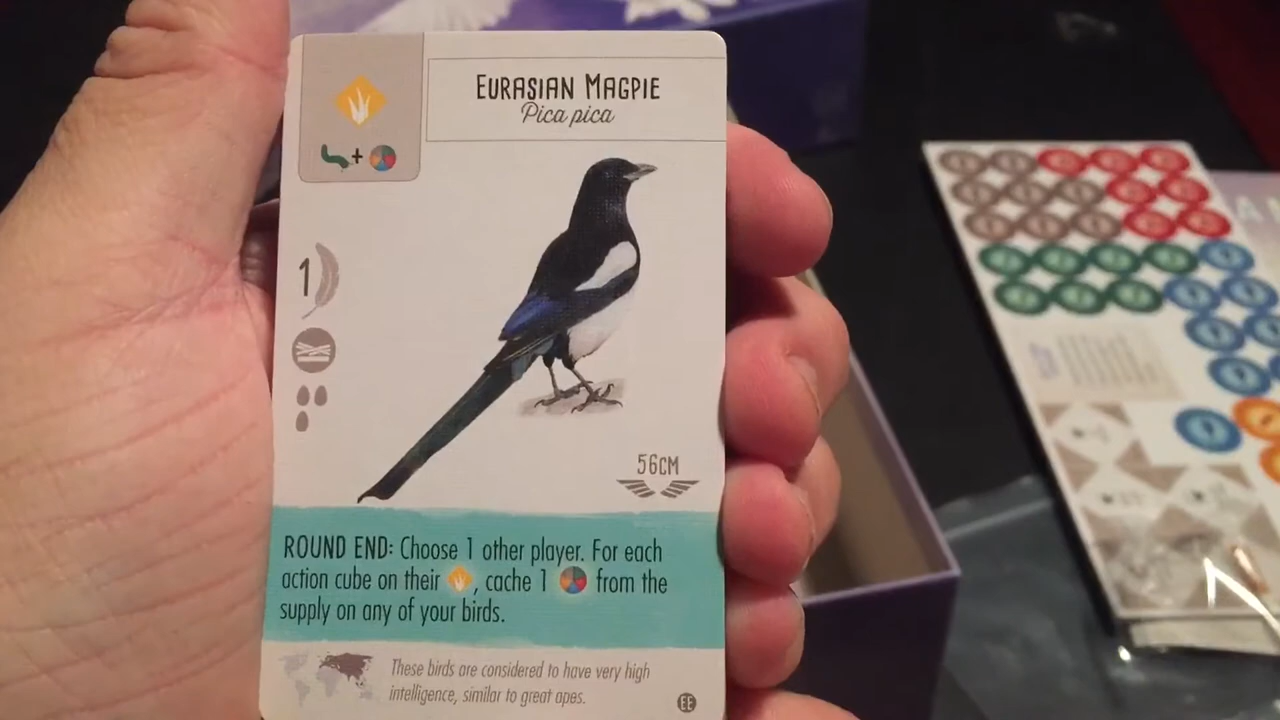 EURASIAN MAGPIE
Pica pica
+
1
56CM
ROUND END: Choose 1 other player. For each
action cube on their , cache 1 from the
supply on any of your birds.
These birds are considered to have very high
intelligence, similar to great apes.
EE